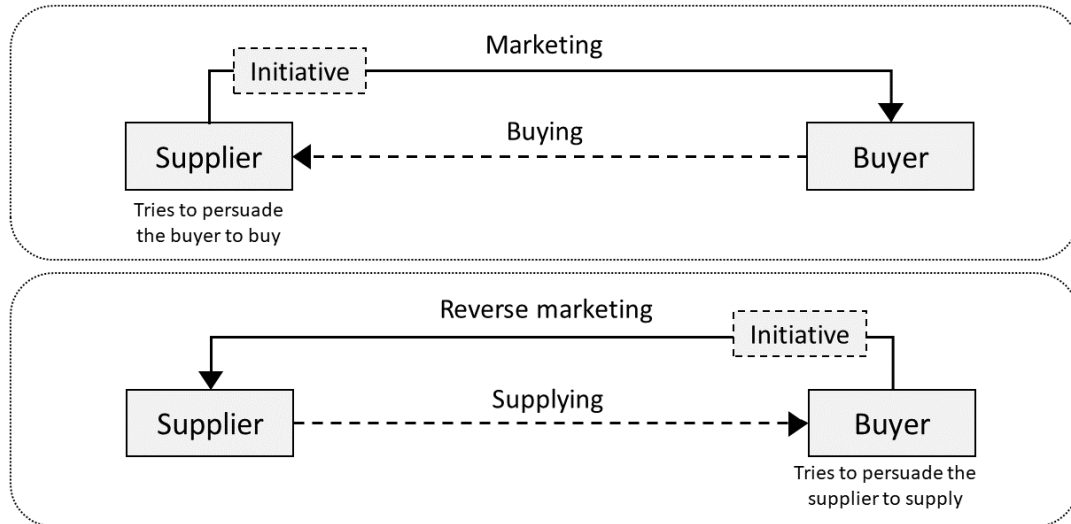 Marketing
Initiative
Buying
Supplier
Buyer
Tries to persuade
the buyer to buy
Reverse marketing
Initiative
Supplying
Supplier
Buyer
Tries to persuade the
supplier to supply